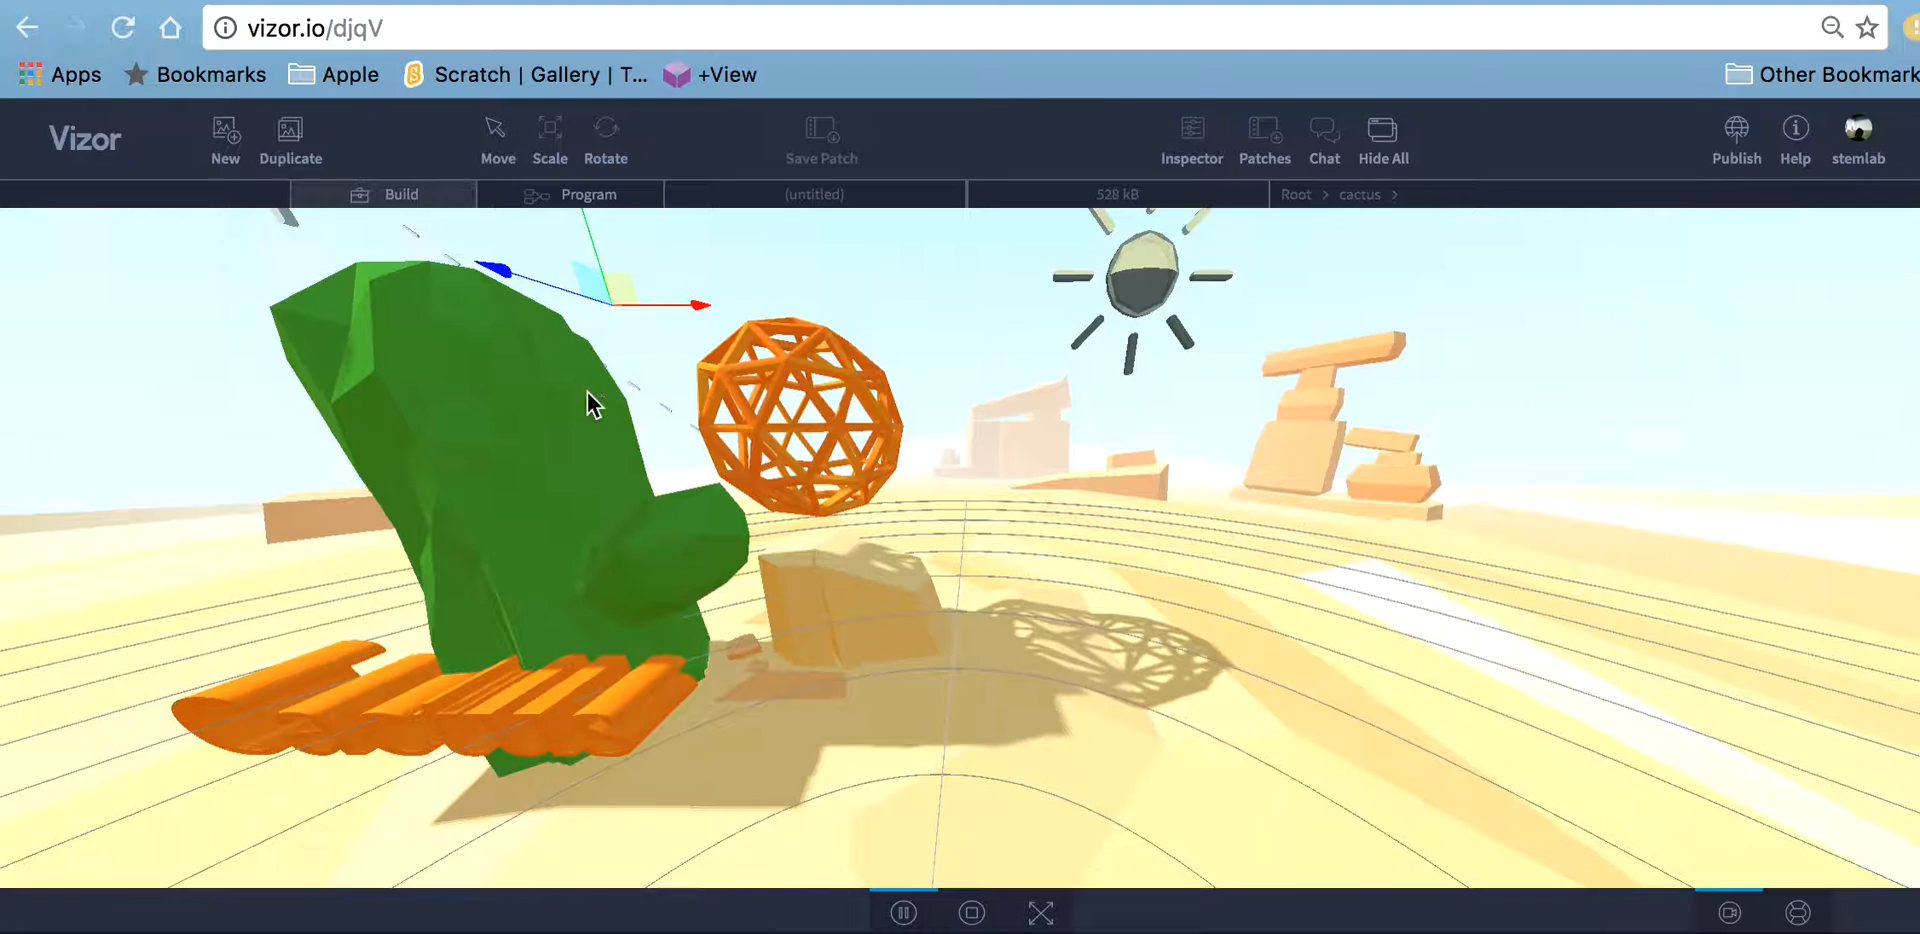 vizor.io/djqV
Apps Bookmarks Apple Scratch | Gallery | T... +View Other Bookmark
Vizor New Duplicate Move Scale Rotate Save Patch Inspector Patches Chat Hide All Publish Help stemlab
Build Program (untitled) 528 kB Root > cactus >